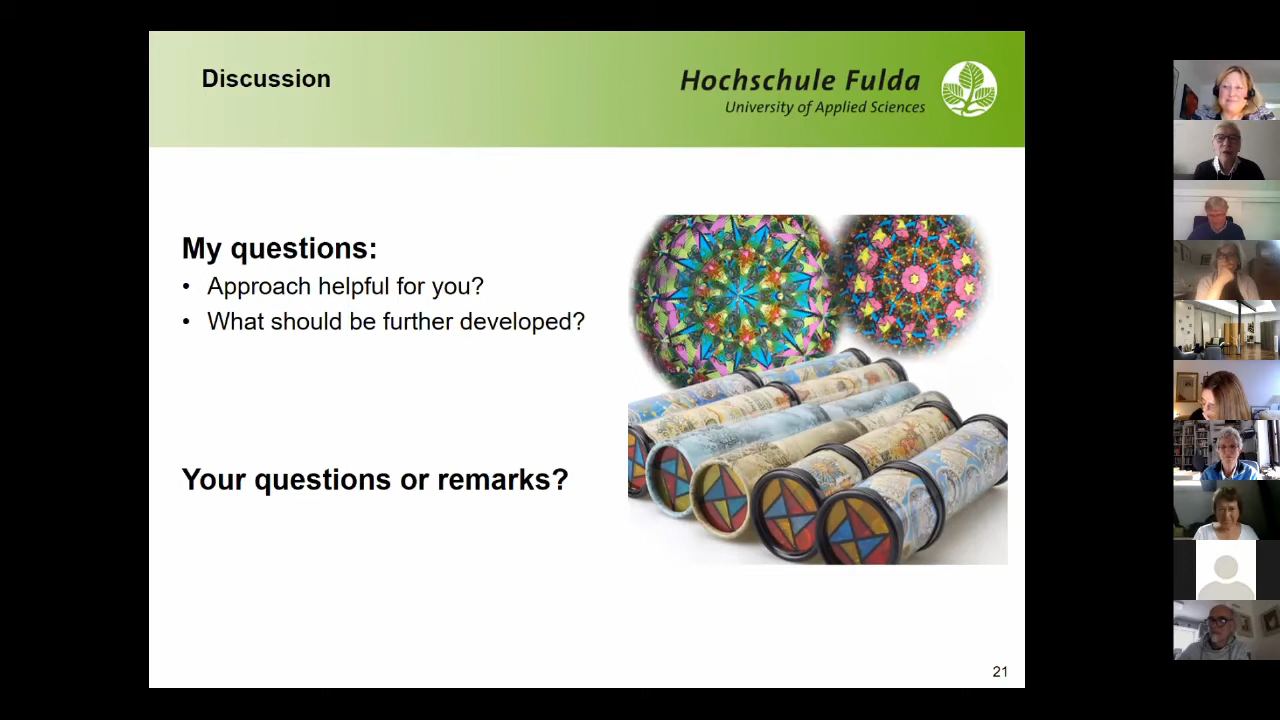 Discussion
Hochschule Fulda
University of Applied Sciences
My questions:
• Approach helpful for you?
• What should be further developed?
Your questions or remarks?
21